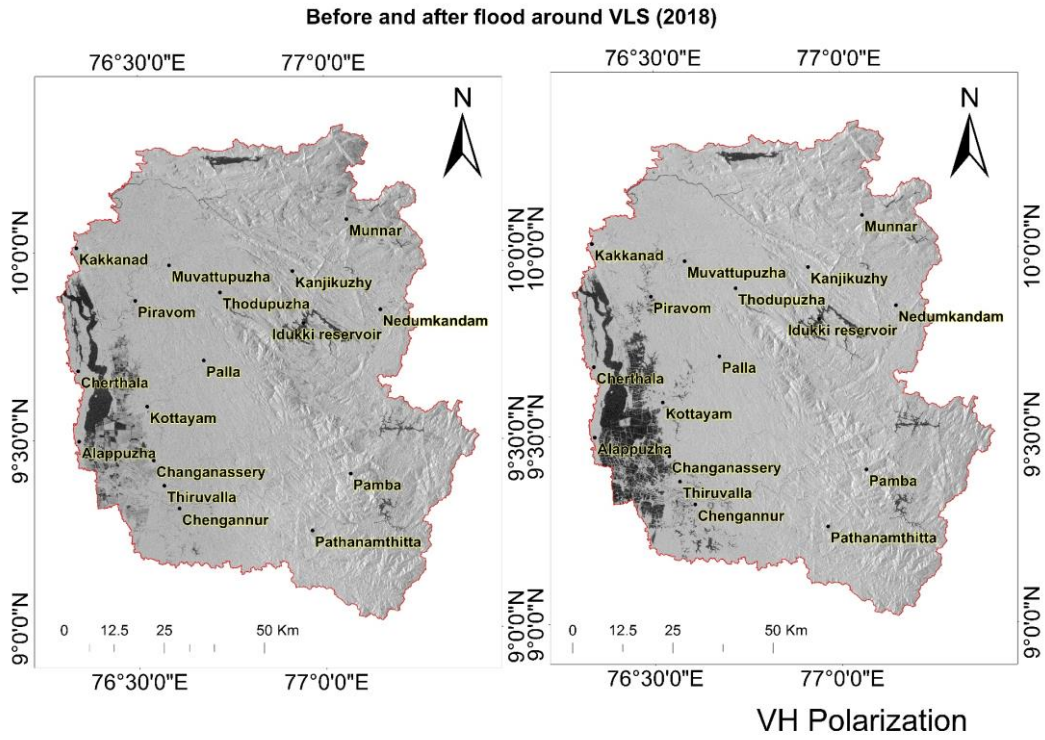 Before and after flood around VLS (2018)
76°30'0"E 77°0'0"E
N
10°0'0"N
9°30'0"N
9°0'0"N
Munnar
Kakkanad
Muvattupuzha
Kanjikuzhy
Piravom
Thodupuzha
Nedumkandam
Idukki reservoir
Palla
Cherthala
Kottayam
Alappuzha
Changanassery
Pamba
Thiruvalla
Chengannur
Pathanamthitta
0 12.5 25 50 Km
76°30'0"E 77°0'0"E
76°30'0"E 77°0'0"E
N
10°0'0"N
9°30'0"N
9°0'0"N
10°0'0"N
9°30'0"N
9°0'0"N
Munnar
Kakkanad
Muvattupuzha
Kanjikuzhy
Piravom
Thodupuzha
Nedumkandam
Idukki reservoir
Palla
Cherthala
Kottayam
Alappuzha
Changanassery
Pamba
Thiruvalla
Chengannur
Pathanamthitta
0 12.5 25 50 Km
76°30'0"E 77°0'0"E
VH Polarization